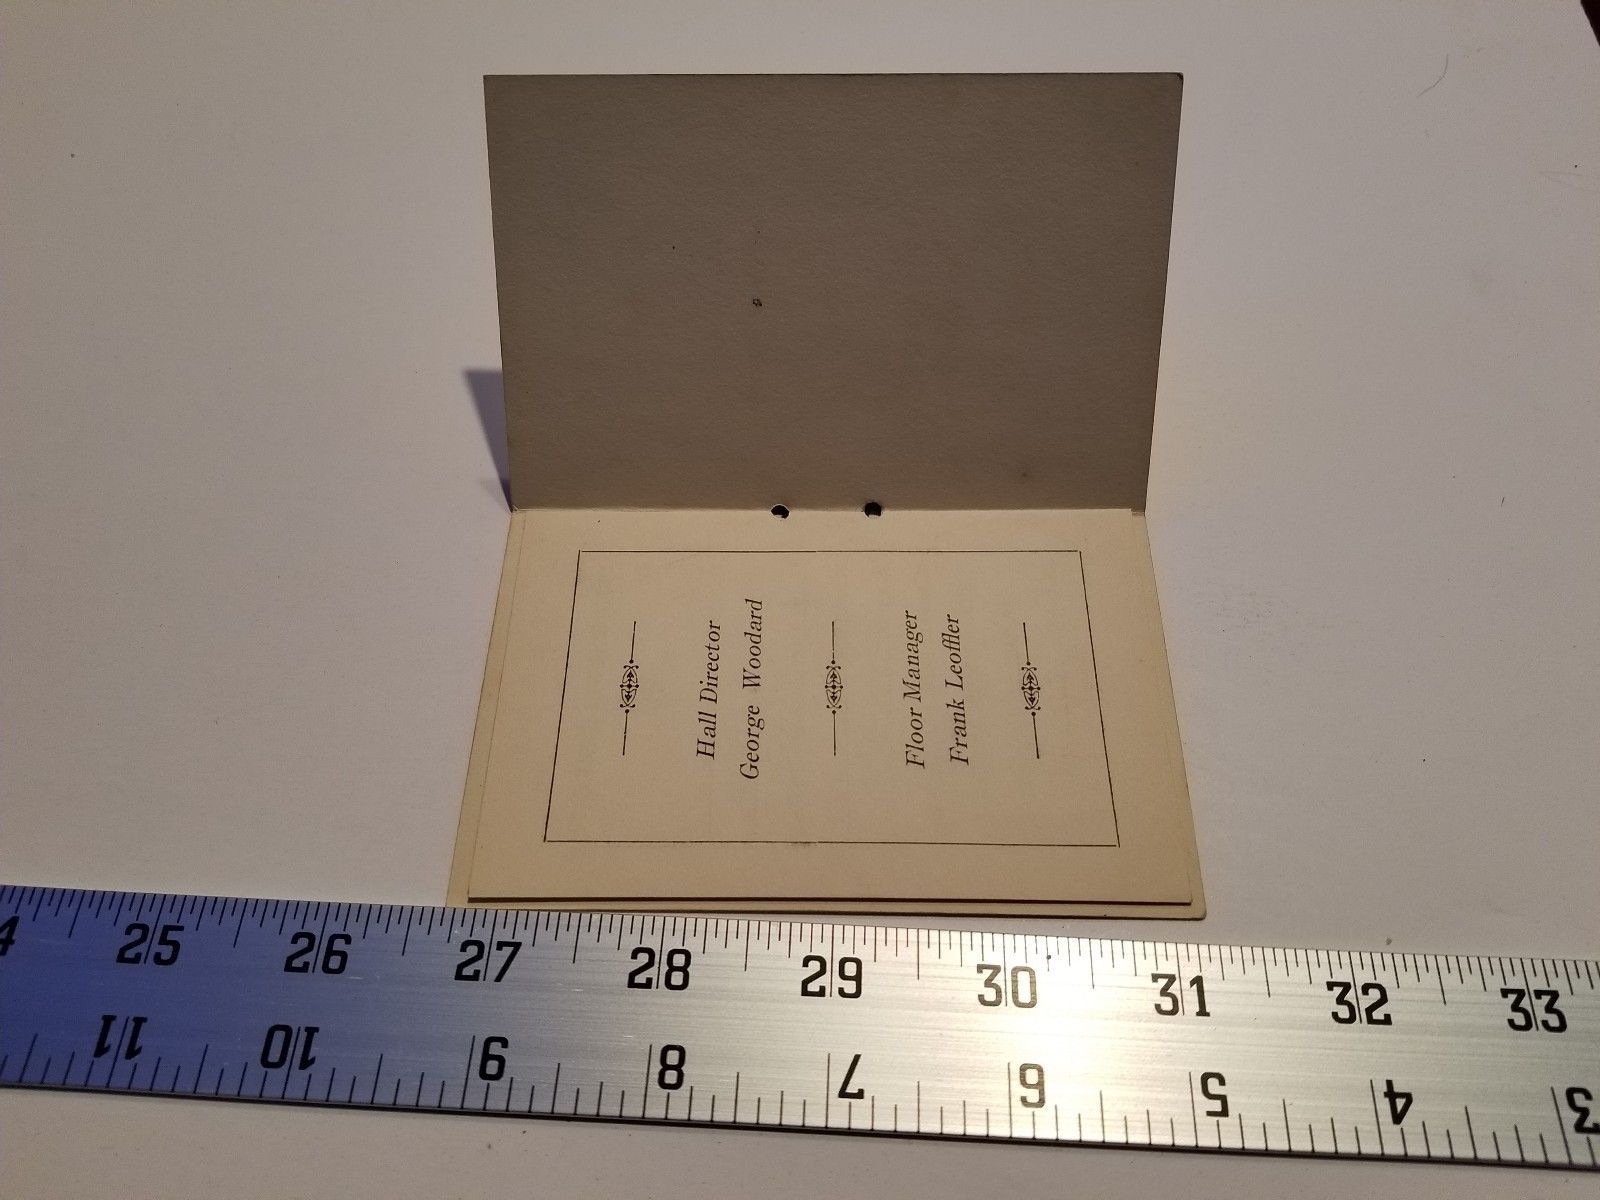 Hall Director
George Woodard
Floor Manager
Frank Leoffler
4 25 26 27 28 29 30 31 32 33
11 10 9 8 7 6 5 4 3